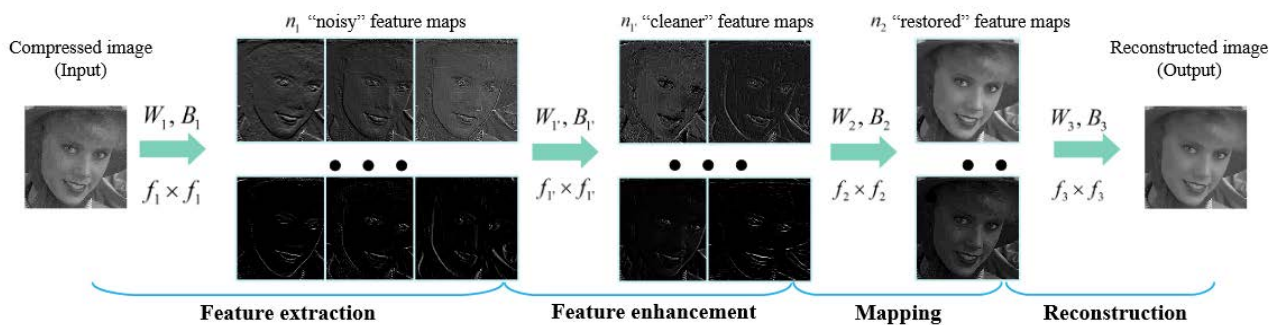 n₁ “noisy” feature maps
n₁' “cleaner” feature maps
n₂ “restored” feature maps
Compressed image
(Input)
Reconstructed image
(Output)
W₁, B₁
W₁', B₁'
W₂, B₂
W₃, B₃
f₁ × f₁
f₁' × f₁'
f₂ × f₂
f₃ × f₃
Feature extraction
Feature enhancement
Mapping
Reconstruction